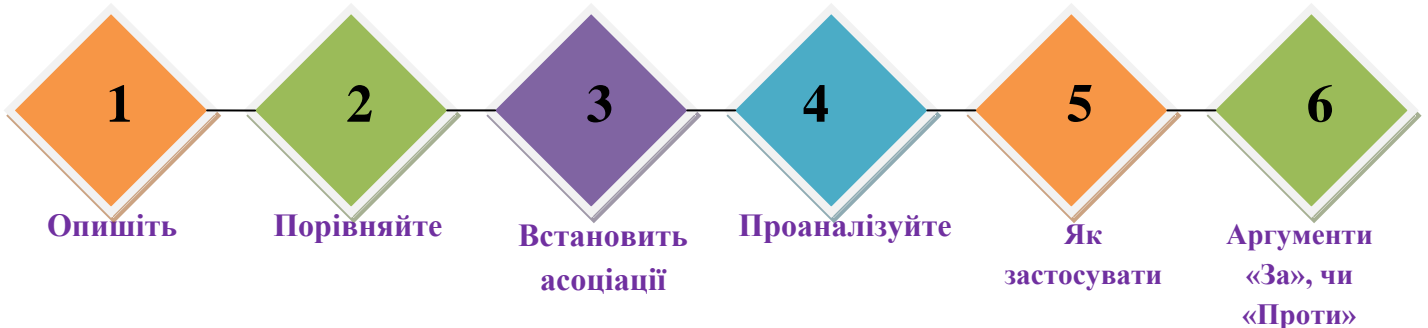 1
2
3
4
5
6
Опишіть
Порівняйте
Встановить
асоціації
Проаналізуйте
Як
застосувати
Аргументи
«За», чи
«Проти»